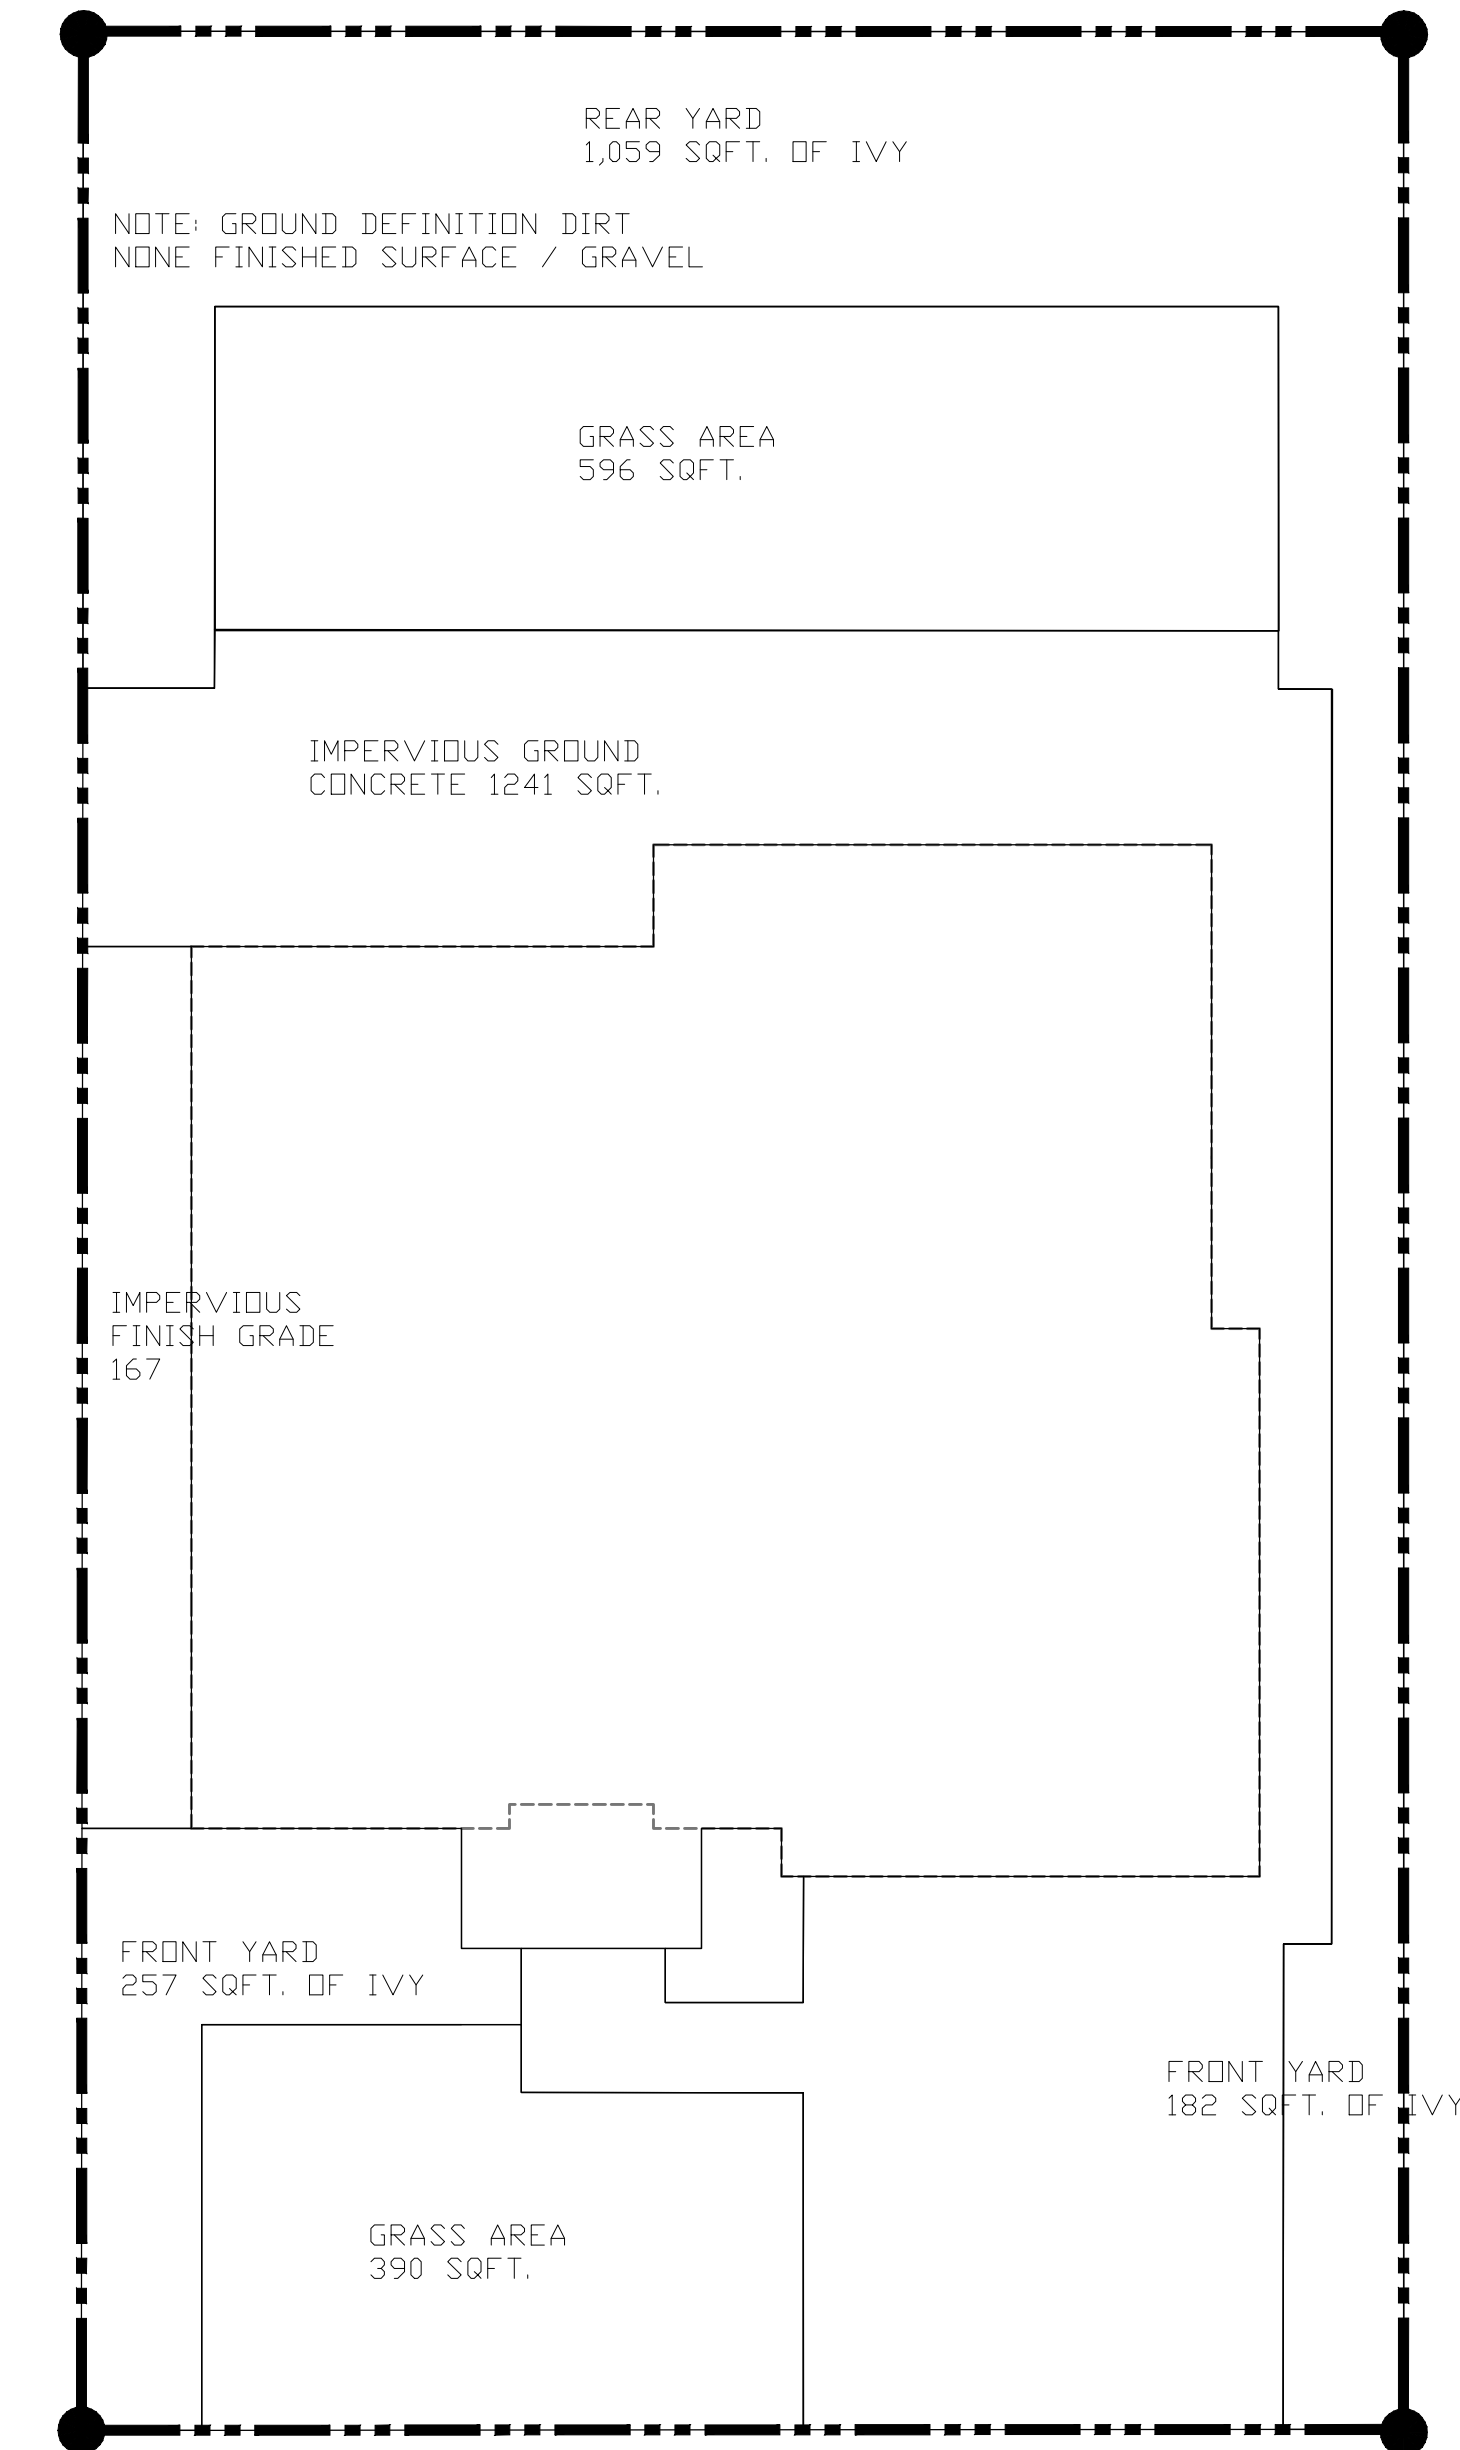 REAR YARD
1,059 SQFT. OF IVY
NOTE: GROUND DEFINITION DIRT
NONE FINISHED SURFACE / GRAVEL
GRASS AREA
596 SQFT.
IMPERVIOUS GROUND
CONCRETE 1241 SQFT.
IMPERVIOUS
FINISH GRADE
167
FRONT YARD
257 SQFT. OF IVY
FRONT YARD
182 SQFT. OF IVY
GRASS AREA
390 SQFT.